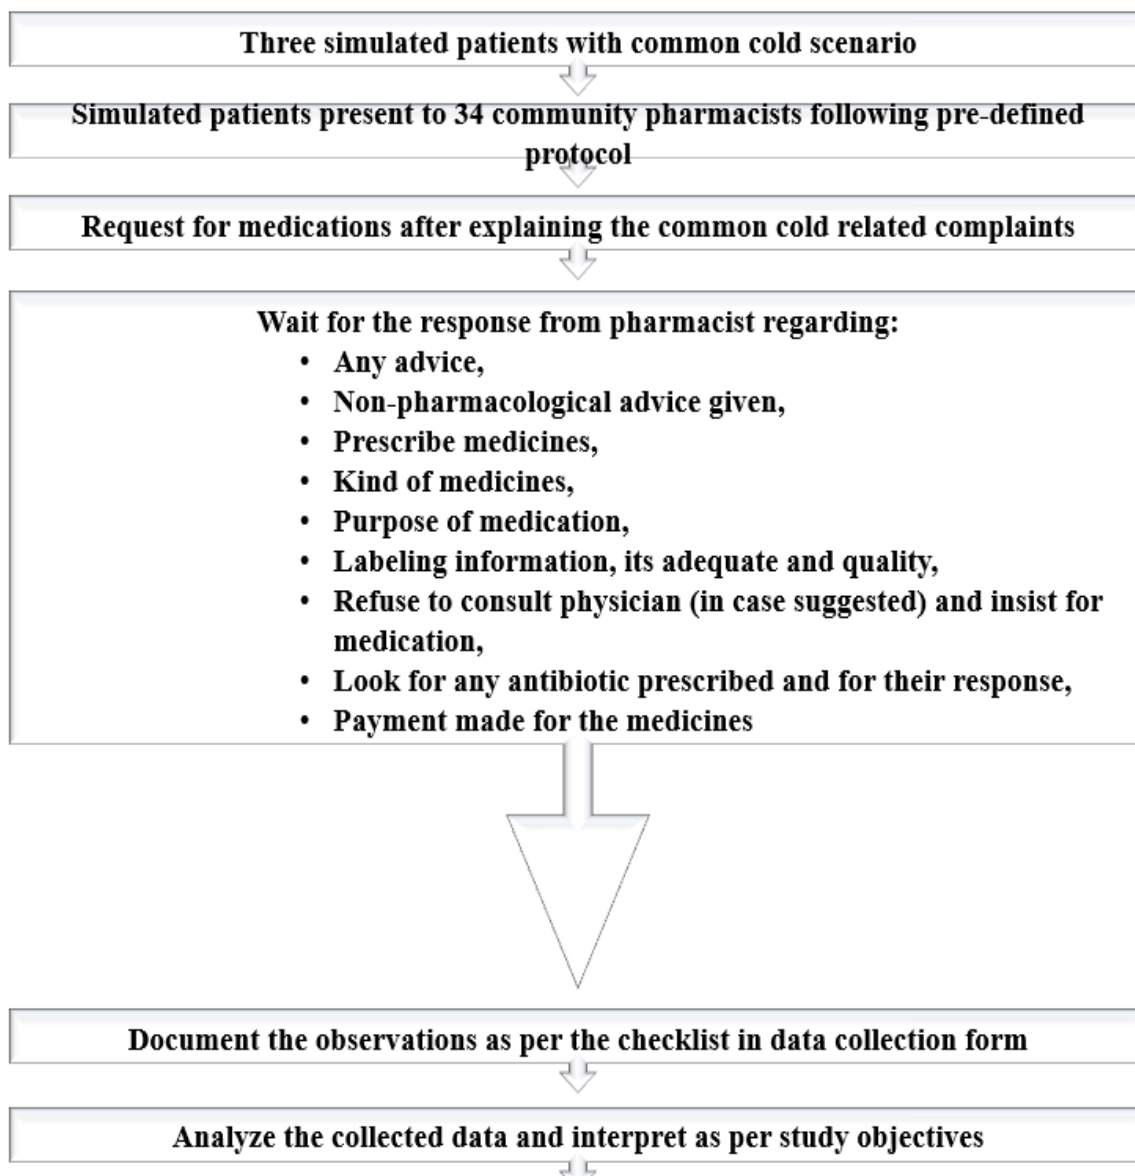 Three simulated patients with common cold scenario
Simulated patients present to 34 community pharmacists following pre-defined
protocol
Request for medications after explaining the common cold related complaints
Wait for the response from pharmacist regarding:
• Any advice,
• Non-pharmacological advice given,
• Prescribe medicines,
• Kind of medicines,
• Purpose of medication,
• Labeling information, its adequate and quality,
• Refuse to consult physician (in case suggested) and insist for
medication,
• Look for any antibiotic prescribed and for their response,
• Payment made for the medicines
Document the observations as per the checklist in data collection form
Analyze the collected data and interpret as per study objectives